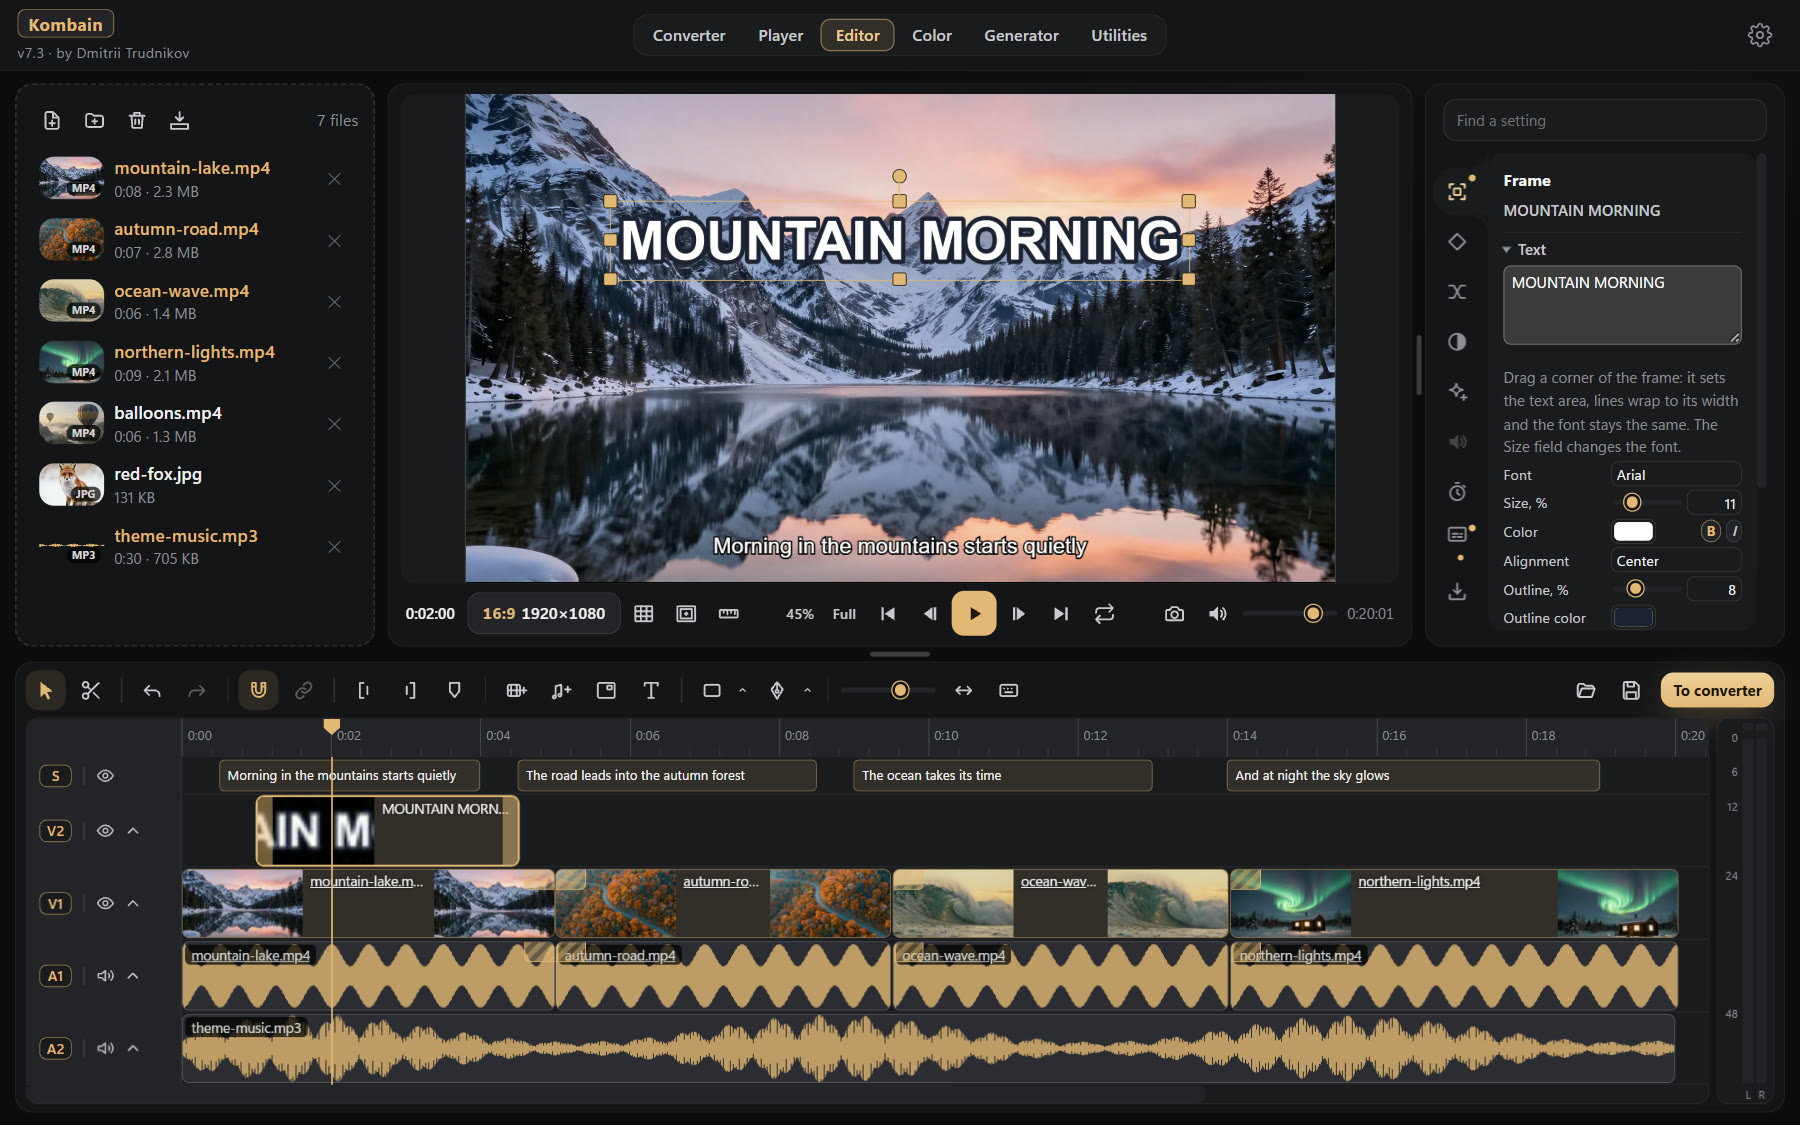 Kombain
v7.3 · by Dmitrii Trudnikov
Converter Player Editor Color Generator Utilities
7 files
mountain-lake.mp4
0:08 · 2.3 MB
MP4
autumn-road.mp4
0:07 · 2.8 MB
MP4
ocean-wave.mp4
0:06 · 1.4 MB
MP4
northern-lights.mp4
0:09 · 2.1 MB
MP4
balloons.mp4
0:06 · 1.3 MB
MP4
red-fox.jpg
131 KB
JPG
theme-music.mp3
0:30 · 705 KB
MP3
MOUNTAIN MORNING
Morning in the mountains starts quietly
0:02:00 16:9 1920×1080 45% Full 0:20:01
Find a setting
Frame
MOUNTAIN MORNING
Text
MOUNTAIN MORNING
Drag a corner of the frame: it sets
the text area, lines wrap to its width
and the font stays the same. The
Size field changes the font.
Font Arial
Size, % 11
Color B I
Alignment Center
Outline, % 8
Outline color
To converter
0:00 0:02 0:04 0:06 0:08 0:10 0:12 0:14 0:16 0:18 0:20
S Morning in the mountains starts quietly The road leads into the autumn forest The ocean takes its time And at night the sky glows
V2 AIN M MOUNTAIN MORN...
V1 mountain-lake.m... autumn-ro... ocean-wav... northern-lights.mp4
A1 mountain-lake.mp4 autumn-road.mp4 ocean-wave.mp4 northern-lights.mp4
A2 theme-music.mp3
0
6
12
24
48
L R